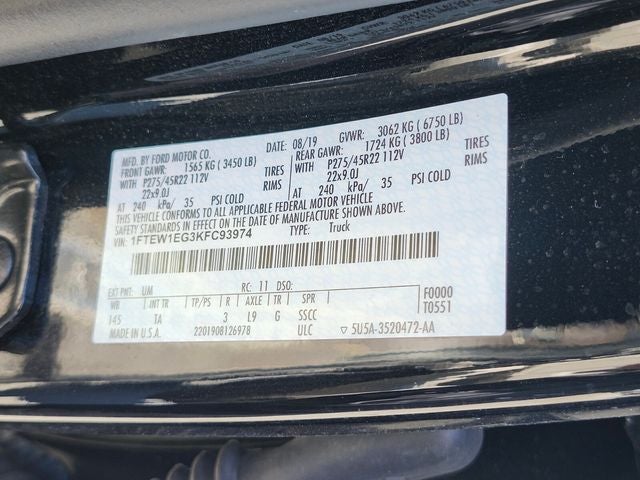 MFD. BY FORD MOTOR CO.
DATE: 08/19 GVWR: 3062 KG ( 6750 LB)
FRONT GAWR: 1565 KG ( 3450 LB) REAR GAWR: 1724 KG ( 3800 LB)
WITH P275/45R22 112V TIRES WITH P275/45R22 112V TIRES
22x9.0J RIMS 22x9.0J RIMS
AT 240 kPa/ 35 PSI COLD AT 240 kPa/ 35 PSI COLD
THIS VEHICLE CONFORMS TO ALL APPLICABLE FEDERAL MOTOR VEHICLE
SAFETY STANDARDS IN EFFECT ON THE DATE OF MANUFACTURE SHOWN ABOVE.
VIN: 1FTEW1EG3KFC93974 TYPE: Truck
EXT PNT: UM RC: 11 DSO: F0000
WB INT TR TP/PS R AXLE TR SPR T0551
145 TA 3 L9 G SSCC
MADE IN U.S.A. 2201908126978 ULC ▽ 5U5A-3520472-AA